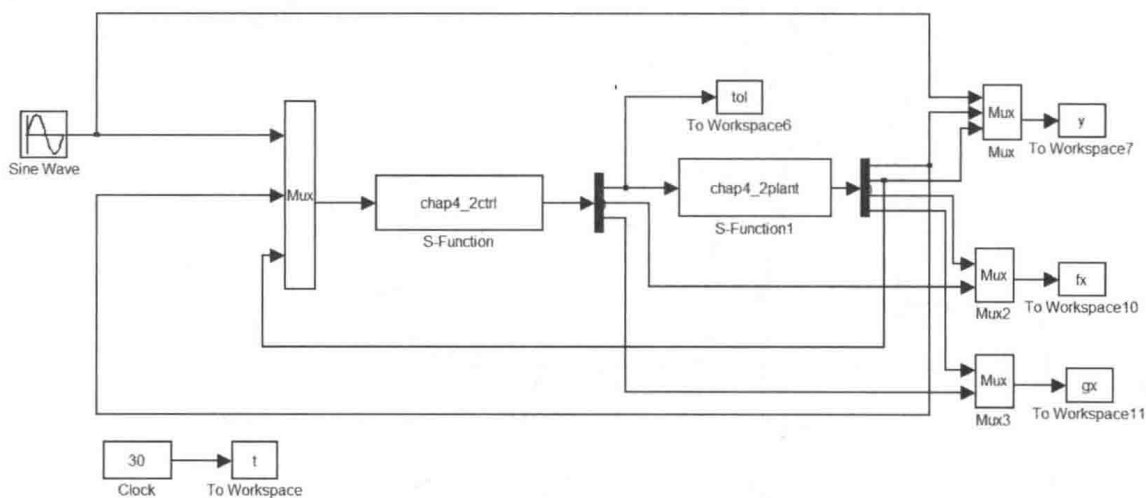 tol
To Workspace6
Mux
Mux
y
To Workspace7
Sine Wave
Mux
chap4_2ctrl
S-Function
chap4_2plant
S-Function1
Mux
Mux2
fx
To Workspace10
Mux
Mux3
gx
To Workspace11
30
Clock
t
To Workspace